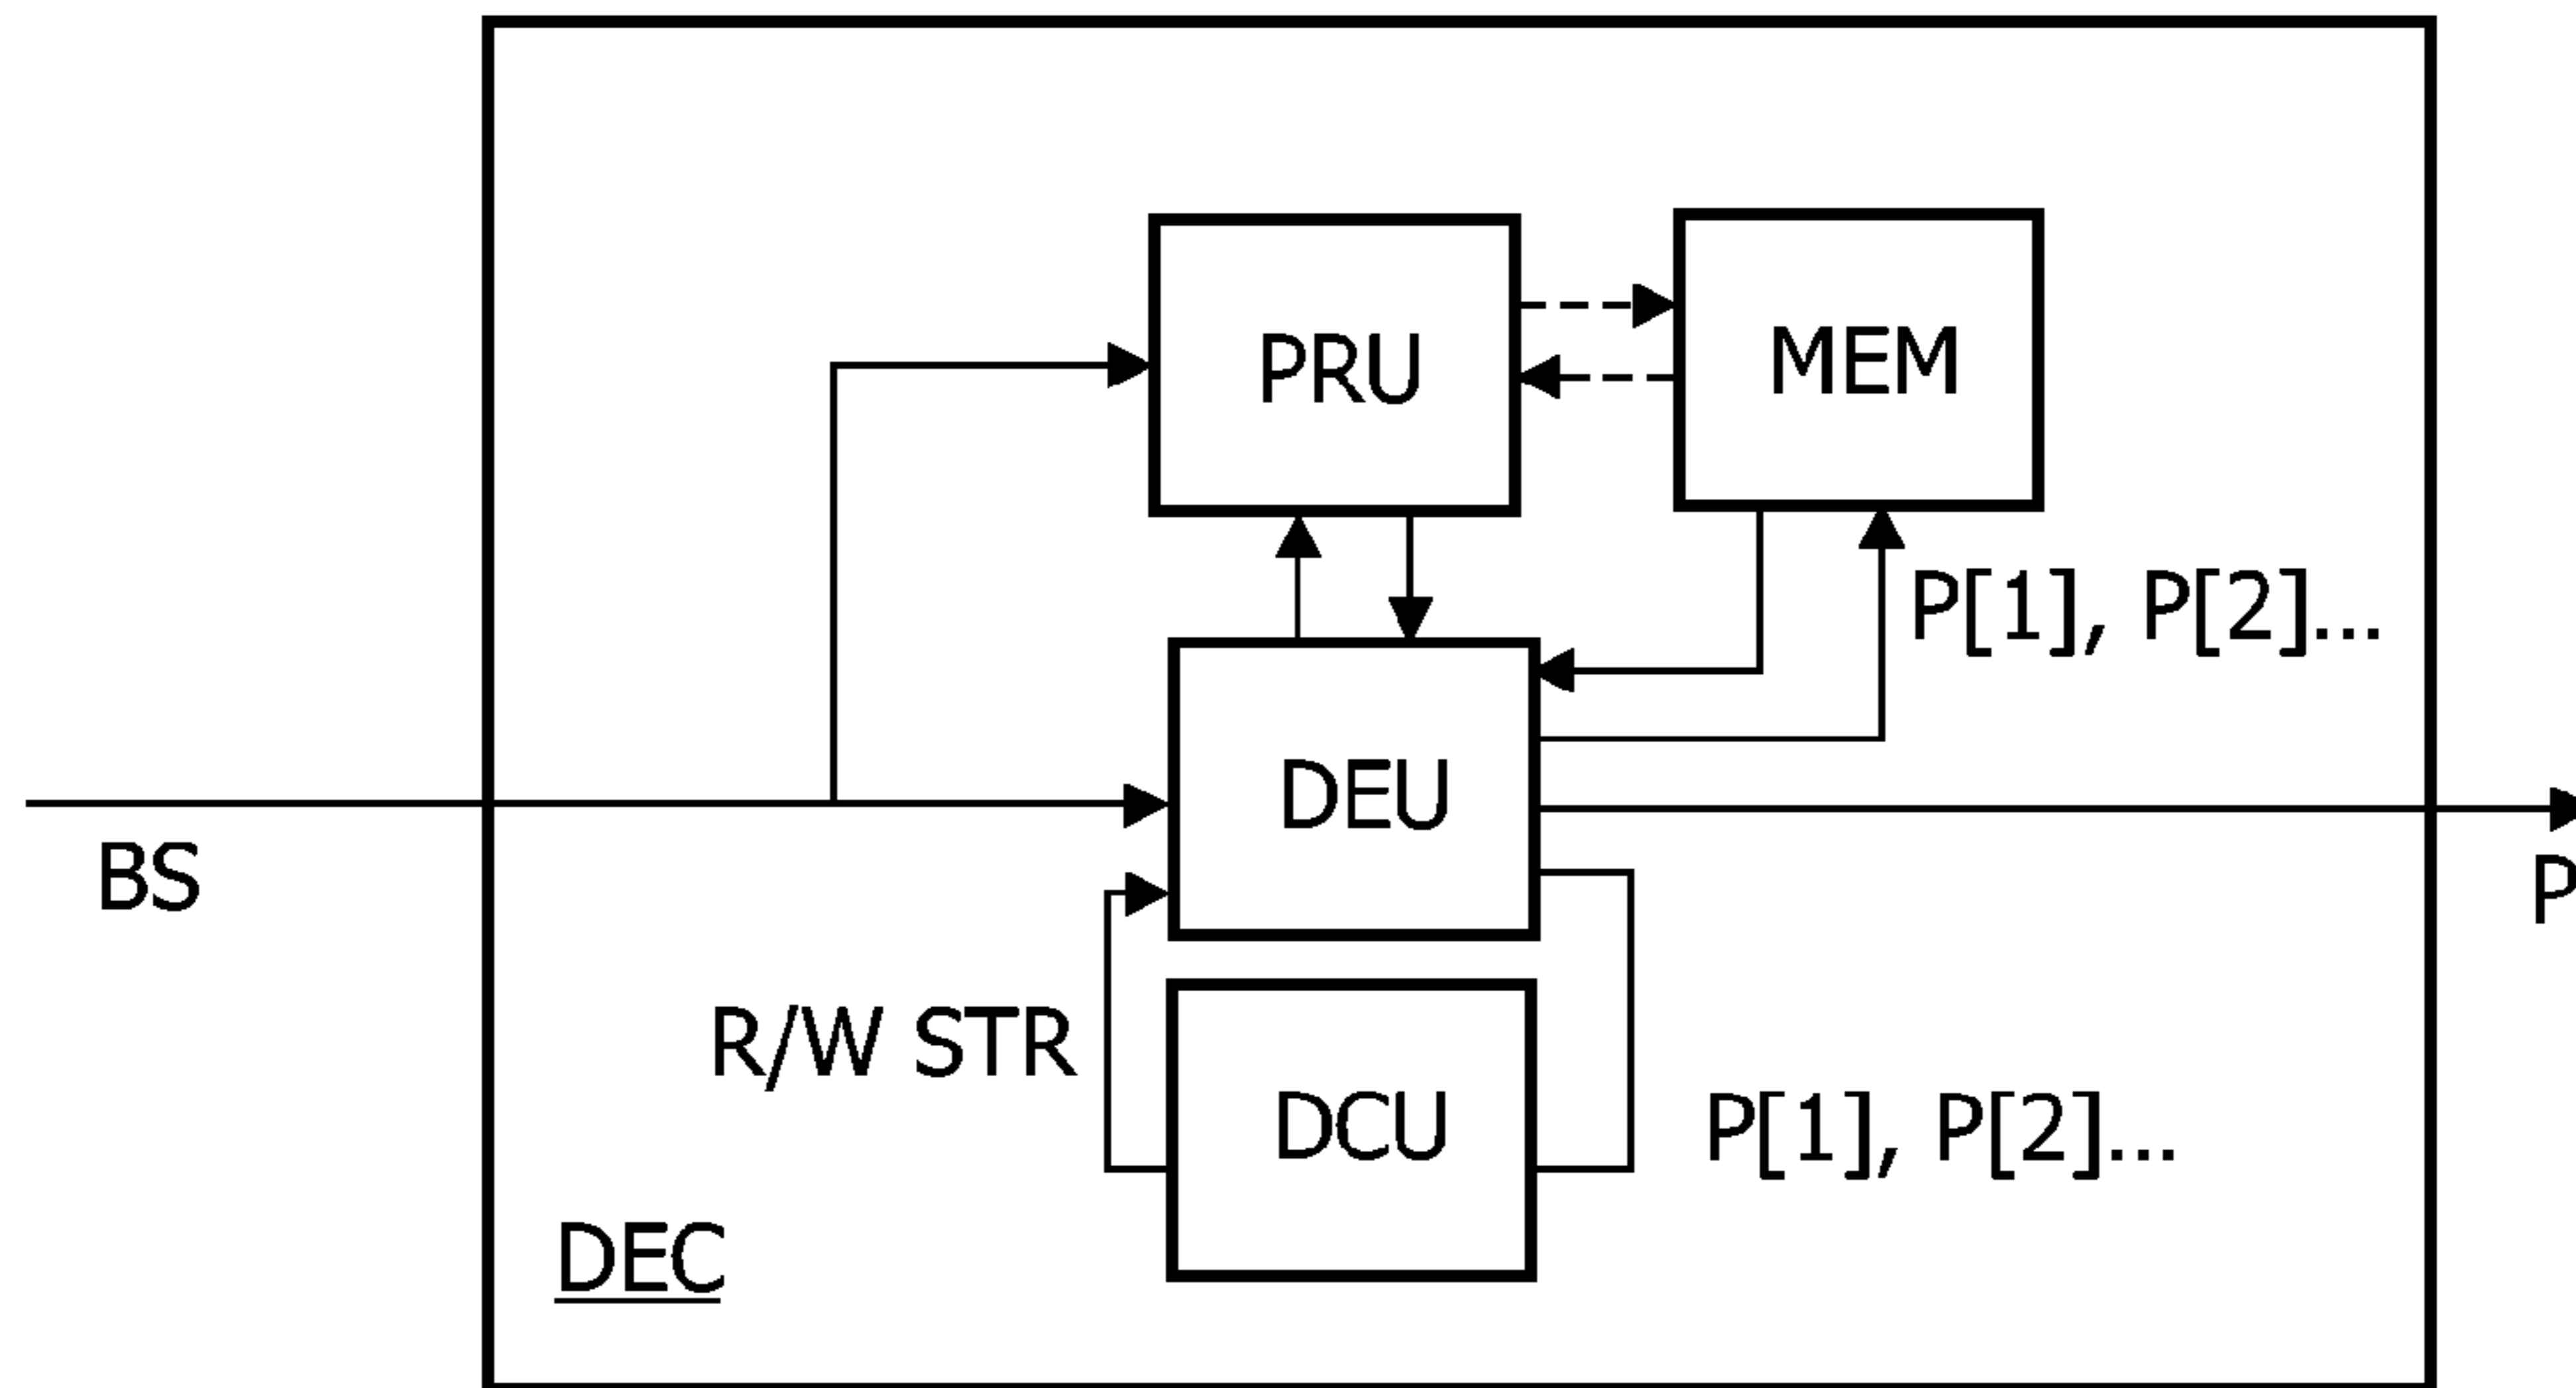 PRU
MEM
P[1], P[2]...
DEU
BS
P
R/W STR
DCU
P[1], P[2]...
DEC